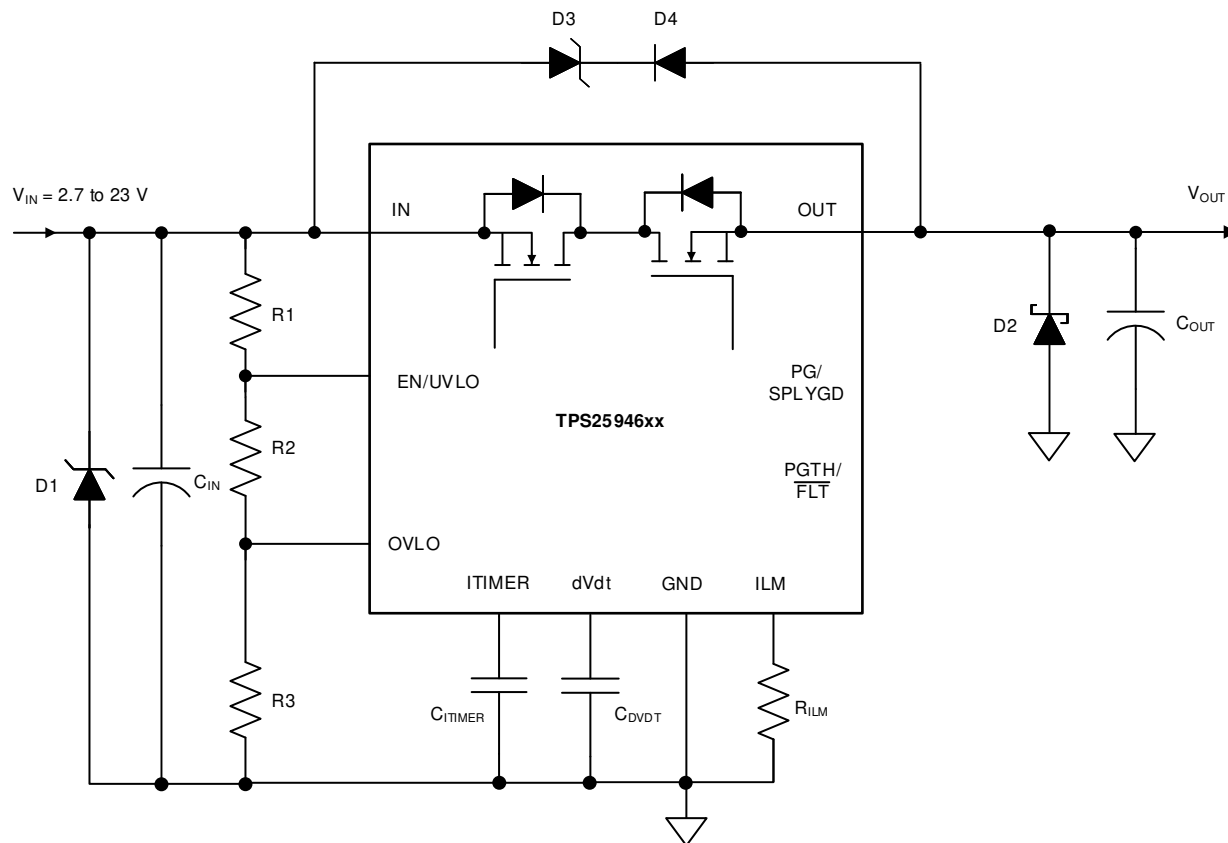 D3
D4
V_IN = 2.7 to 23 V
IN
OUT
V_OUT
R1
D2
C_OUT
EN/UVLO
PG/
SPLYGD
TPS25946xx
R2
D1
C_IN
PGTH/
FLT
OVLO
ITIMER
dVdt
GND
ILM
R3
C_ITIMER
C_DVDT
R_ILM